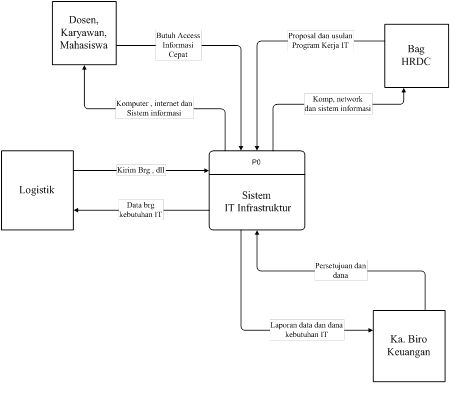 Dosen,
Karyawan,
Mahasiswa
Butuh Access
Informasi
Cepat
Proposal dan usulan
Program Kerja IT
Bag
HRDC
Komputer , internet dan
Sistem informasi
Komp, network
dan sistem informasi
P0
Sistem
IT Infrastruktur
Logistik
Kirim Brg , dll
Data brg
kebutuhan IT
Persetujuan dan
dana
Laporan data dan dana
kebutuhan IT
Ka. Biro
Keuangan